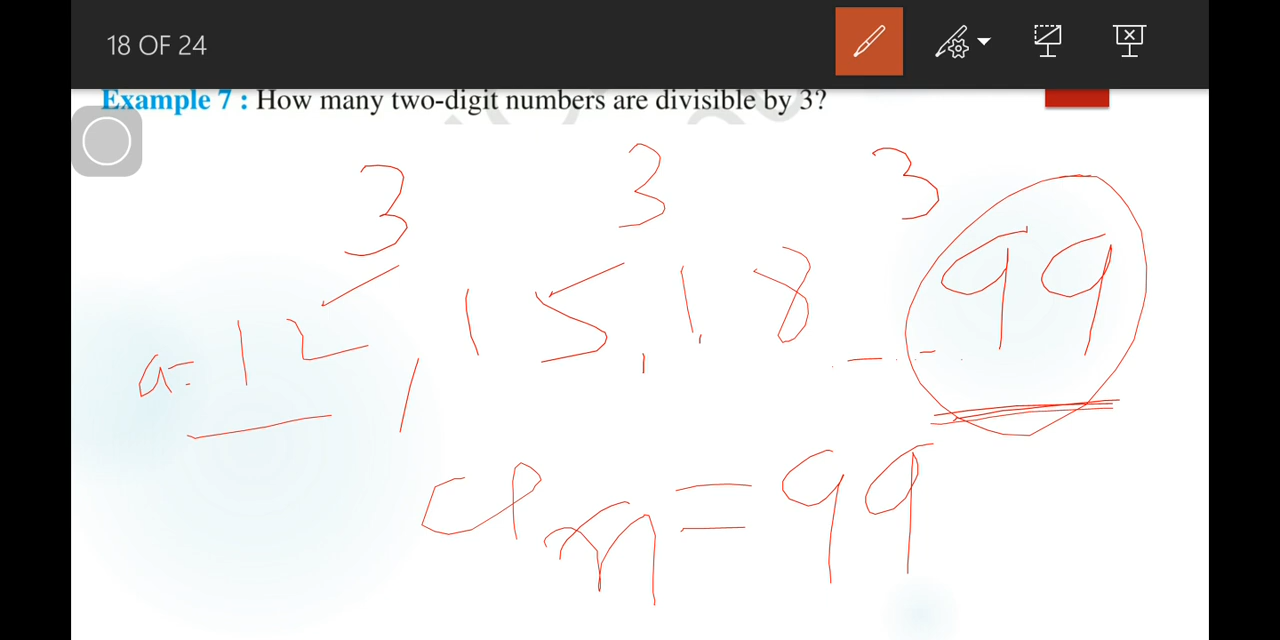 18 OF 24
Example 7 : How many two-digit numbers are divisible by 3?
3 3 3
a = 12, 15, 18 ---- 99
an = 99